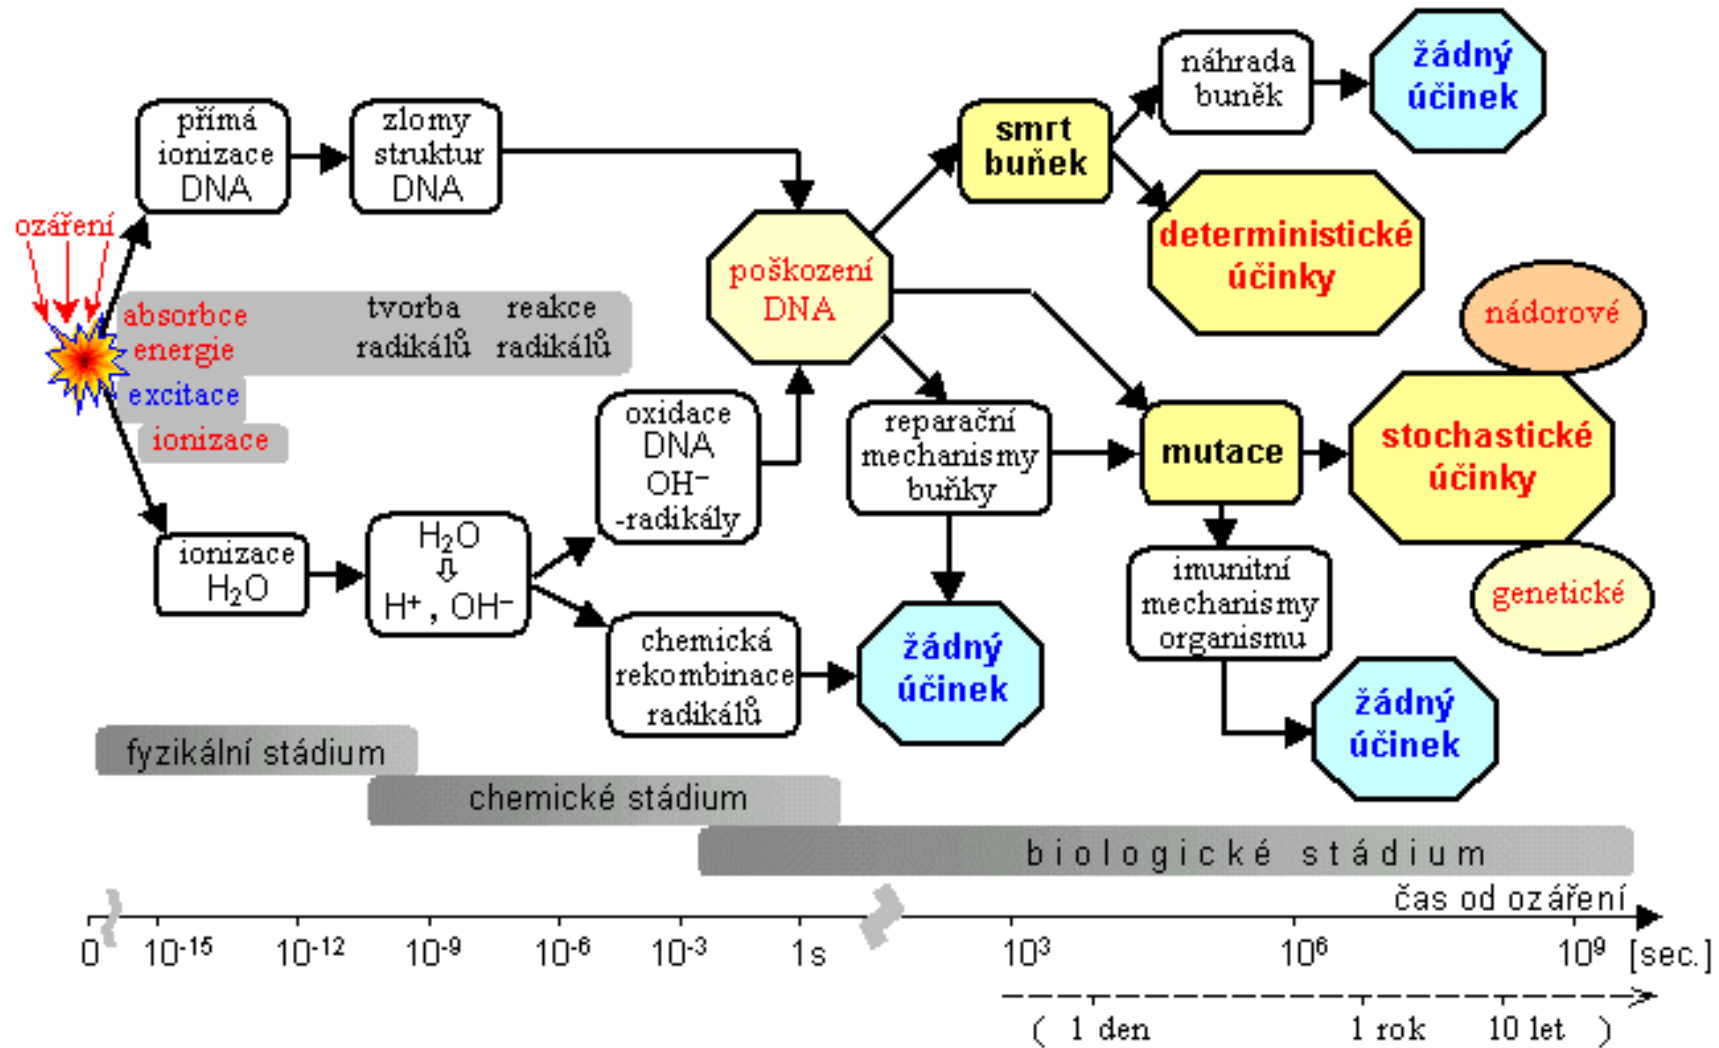 ozáření
přímá
ionizace
DNA
zlomy
struktur
DNA
absorbce
energie
excitace
ionizace
tvorba
radikálů
reakce
radikálů
ionizace
H₂O
H₂O
⇩
H⁺ , OH⁻
oxidace
DNA
OH⁻
-radikály
chemická
rekombinace
radikálů
žádný
účinek
poškození
DNA
smrt
buňek
náhrada
buněk
žádný
účinek
deterministické
účinky
reparační
mechanismy
buňky
mutace
stochastické
účinky
nádorové
genetické
imunitní
mechanismy
organismu
žádný
účinek
fyzikální stádium
chemické stádium
biologické stádium
čas od ozáření
0 10⁻¹⁵ 10⁻¹² 10⁻⁹ 10⁻⁶ 10⁻³ 1s 10³ 10⁶ 10⁹ [sec.]
( 1 den 1 rok 10 let )